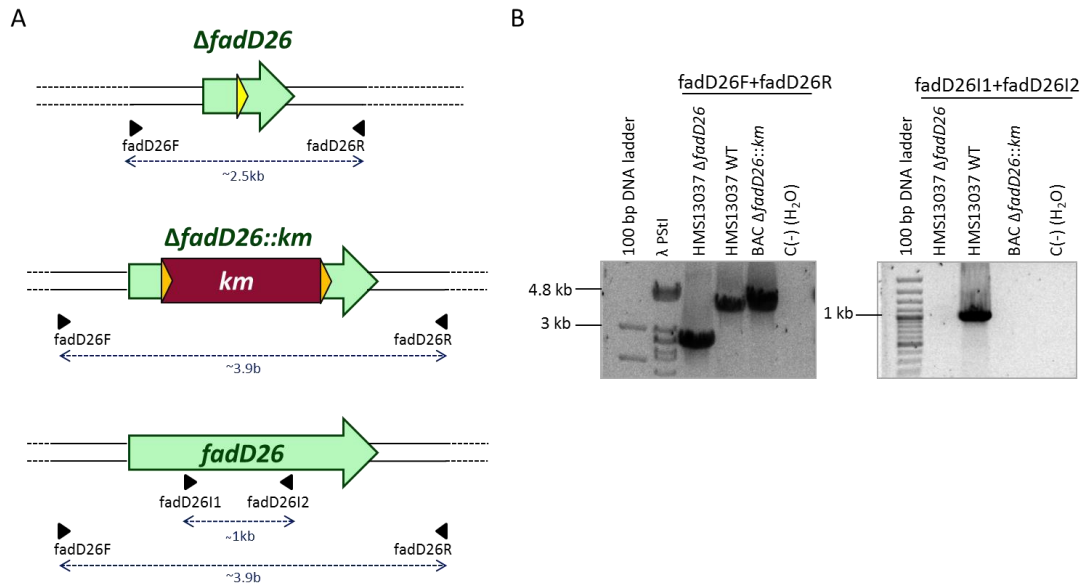 A
ΔfadD26
fadD26F
fadD26R
~2.5kb
ΔfadD26::km
km
fadD26F
fadD26R
~3.9b
fadD26
fadD26I1
fadD26I2
~1kb
fadD26F
fadD26R
~3.9b
B
fadD26F+fadD26R
100 bp DNA ladder
λ PStI
HMS13037 ΔfadD26
HMS13037 WT
BAC ΔfadD26::km
C(-) (H₂O)
4.8 kb
3 kb
fadD26I1+fadD26I2
100 bp DNA ladder
HMS13037 ΔfadD26
HMS13037 WT
BAC ΔfadD26::km
C(-) (H₂O)
1 kb